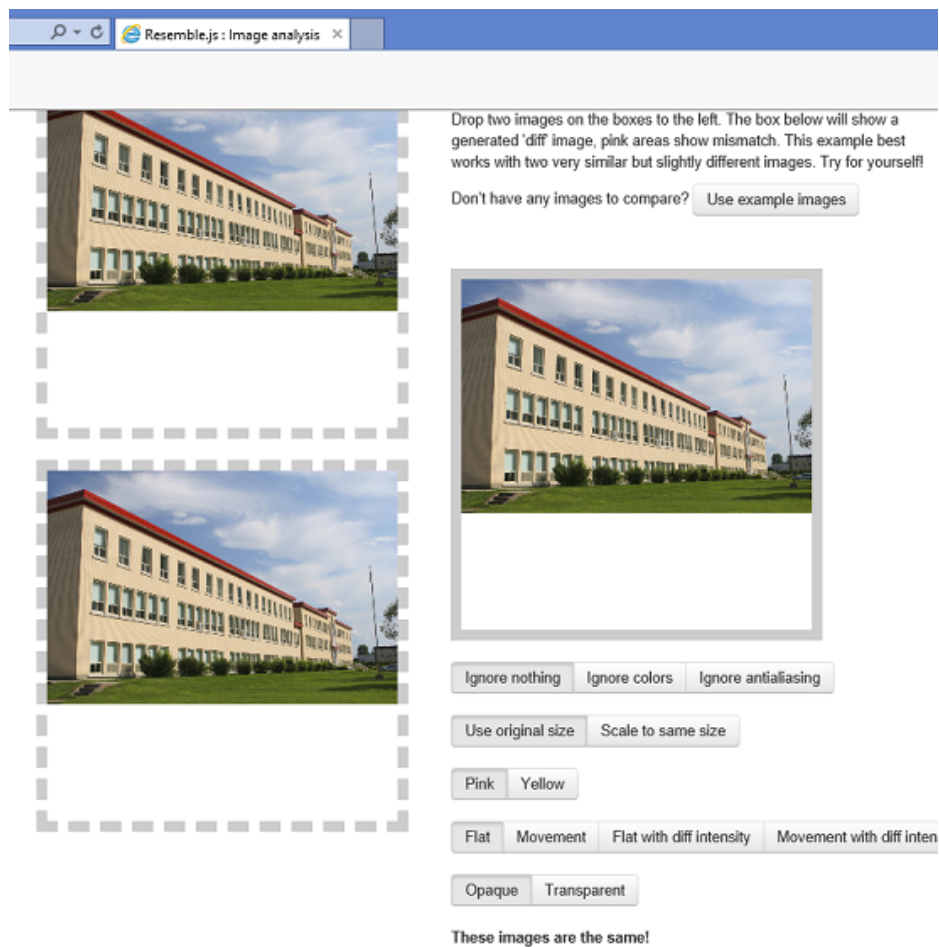 Resemble.js : Image analysis
Drop two images on the boxes to the left. The box below will show a
generated 'diff' image, pink areas show mismatch. This example best
works with two very similar but slightly different images. Try for yourself!
Don't have any images to compare? Use example images
Ignore nothing Ignore colors Ignore antialiasing
Use original size Scale to same size
Pink Yellow
Flat Movement Flat with diff intensity Movement with diff inten
Opaque Transparent
These images are the same!